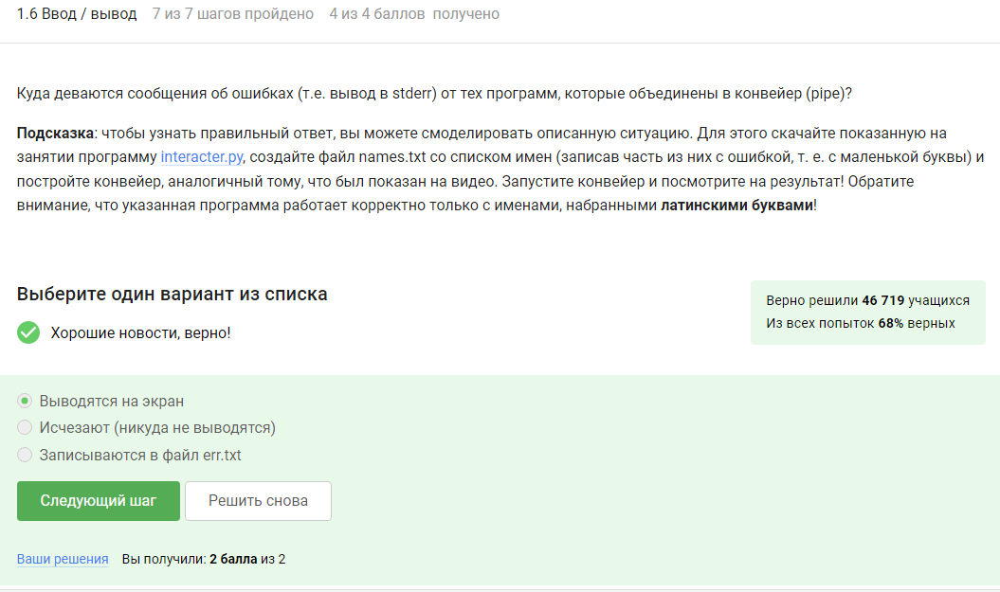 1.6 Ввод / вывод 7 из 7 шагов пройдено 4 из 4 баллов получено
Куда деваются сообщения об ошибках (т.е. вывод в stderr) от тех программ, которые объединены в конвейер (pipe)?
Подсказка: чтобы узнать правильный ответ, вы можете смоделировать описанную ситуацию. Для этого скачайте показанную на
занятии программу interacter.py, создайте файл names.txt со списком имен (записав часть из них с ошибкой, т. е. с маленькой буквы) и
постройте конвейер, аналогичный тому, что был показан на видео. Запустите конвейер и посмотрите на результат! Обратите
внимание, что указанная программа работает корректно только с именами, набранными латинскими буквами!
Выберите один вариант из списка
Хорошие новости, верно!
Верно решили 46 719 учащихся
Из всех попыток 68% верных
Выводятся на экран
Исчезают (никуда не выводятся)
Записываются в файл err.txt
Следующий шаг Решить снова
Ваши решения Вы получили: 2 балла из 2